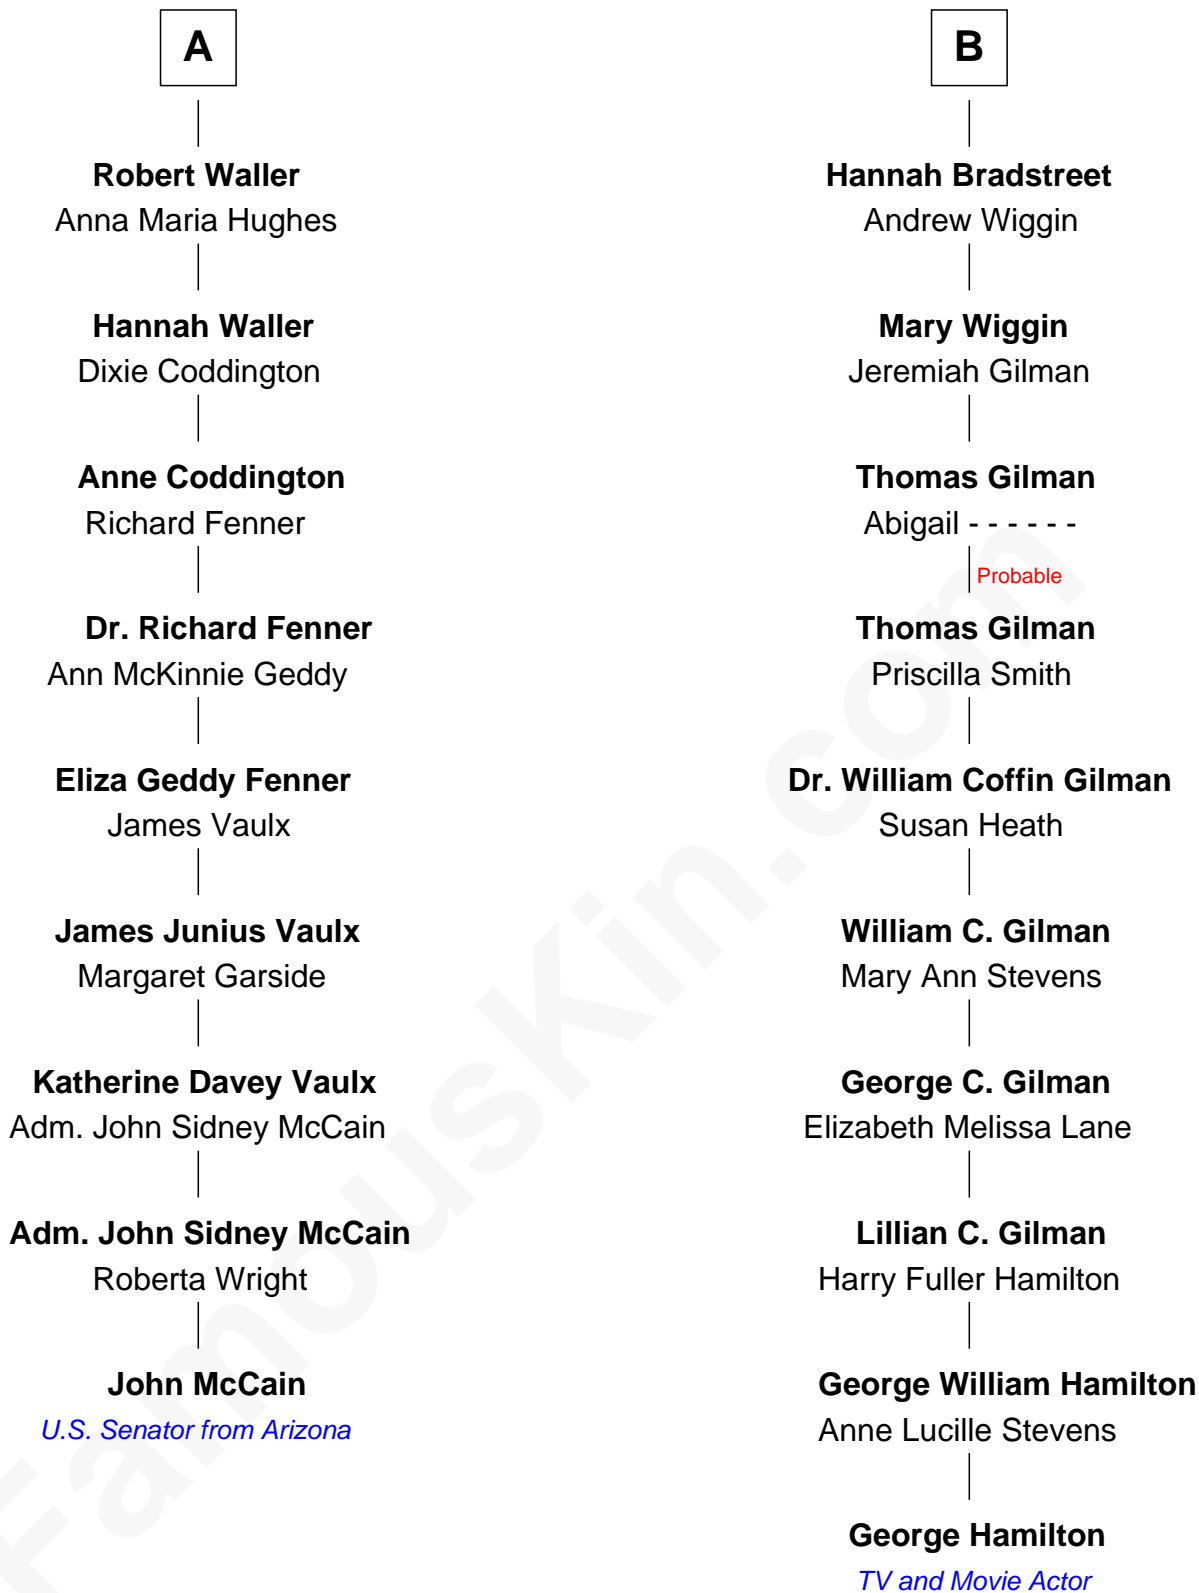 A
Robert Waller
Anna Maria Hughes
Hannah Waller
Dixie Coddington
Anne Coddington
Richard Fenner
Dr. Richard Fenner
Ann McKinnie Geddy
Eliza Geddy Fenner
James Vaulx
James Junius Vaulx
Margaret Garside
Katherine Davey Vaulx
Adm. John Sidney McCain
Adm. John Sidney McCain
Roberta Wright
John McCain
U.S. Senator from Arizona
B
Hannah Bradstreet
Andrew Wiggin
Mary Wiggin
Jeremiah Gilman
Thomas Gilman
Abigail - - - - - -
Probable
Thomas Gilman
Priscilla Smith
Dr. William Coffin Gilman
Susan Heath
William C. Gilman
Mary Ann Stevens
George C. Gilman
Elizabeth Melissa Lane
Lillian C. Gilman
Harry Fuller Hamilton
George William Hamilton
Anne Lucille Stevens
George Hamilton
TV and Movie Actor
FamousKin.com